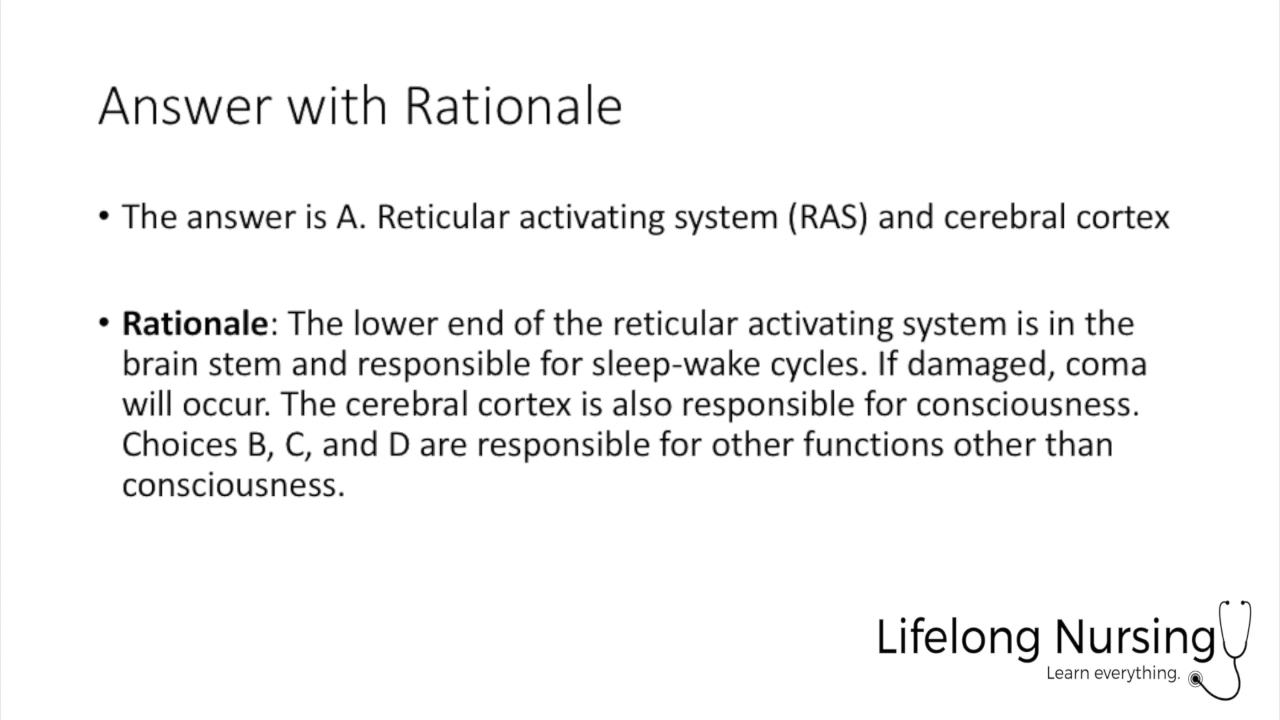 Answer with Rationale
• The answer is A. Reticular activating system (RAS) and cerebral cortex
• Rationale: The lower end of the reticular activating system is in the
brain stem and responsible for sleep-wake cycles. If damaged, coma
will occur. The cerebral cortex is also responsible for consciousness.
Choices B, C, and D are responsible for other functions other than
consciousness.
Lifelong Nursing
Learn everything.